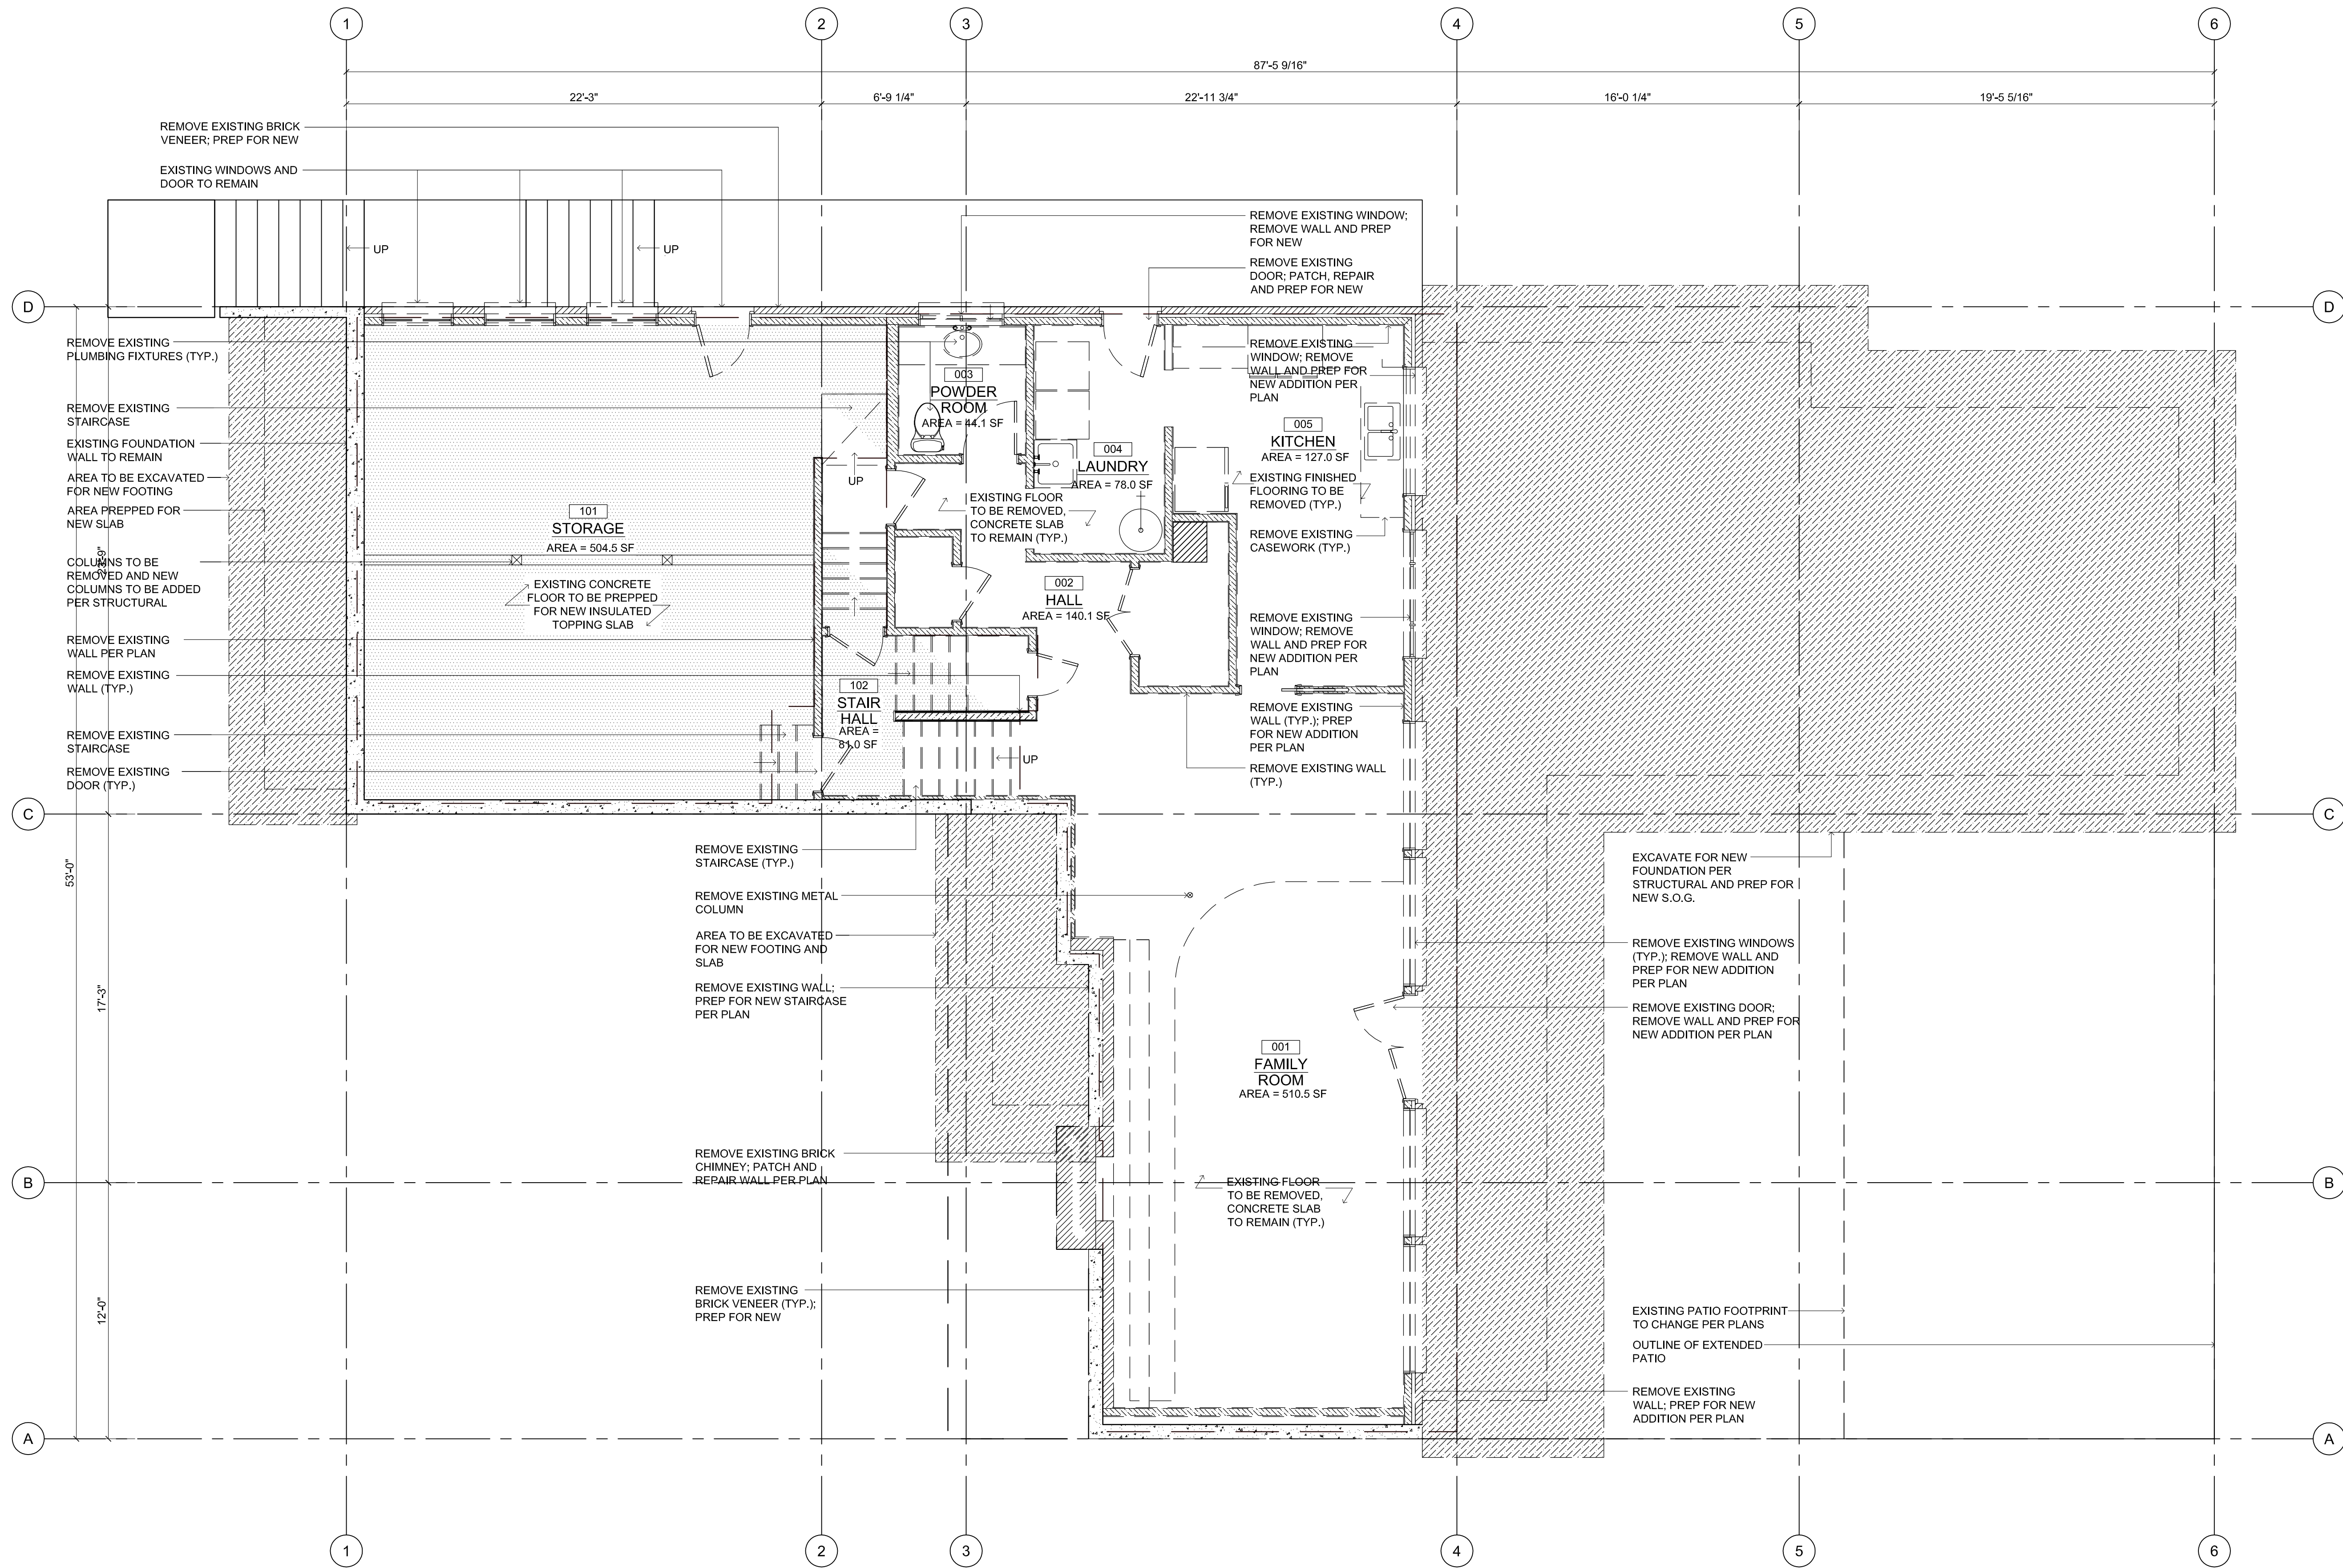 1
2
3
4
5
6
87'-5 9/16"
22'-3"
6'-9 1/4"
22'-11 3/4"
16'-0 1/4"
19'-5 5/16"
REMOVE EXISTING BRICK
VENEER; PREP FOR NEW
EXISTING WINDOWS AND
DOOR TO REMAIN
UP
UP
REMOVE EXISTING WINDOW;
REMOVE WALL AND PREP
FOR NEW
REMOVE EXISTING
DOOR; PATCH, REPAIR
AND PREP FOR NEW
D
D
REMOVE EXISTING
PLUMBING FIXTURES (TYP.)
REMOVE EXISTING
STAIRCASE
EXISTING FOUNDATION
WALL TO REMAIN
AREA TO BE EXCAVATED
FOR NEW FOOTING
AREA PREPPED FOR
NEW SLAB
23'-9"
COLUMNS TO BE
REMOVED AND NEW
COLUMNS TO BE ADDED
PER STRUCTURAL
REMOVE EXISTING
WALL PER PLAN
REMOVE EXISTING
WALL (TYP.)
REMOVE EXISTING
STAIRCASE
REMOVE EXISTING
DOOR (TYP.)
101
STORAGE
AREA = 504.5 SF
EXISTING CONCRETE
FLOOR TO BE PREPPED
FOR NEW INSULATED
TOPPING SLAB
UP
003
POWDER
ROOM
AREA = 44.1 SF
004
LAUNDRY
AREA = 78.0 SF
EXISTING FLOOR
TO BE REMOVED,
CONCRETE SLAB
TO REMAIN (TYP.)
002
HALL
AREA = 140.1 SF
102
STAIR
HALL
AREA =
81.0 SF
UP
REMOVE EXISTING
WINDOW; REMOVE
WALL AND PREP FOR
NEW ADDITION PER
PLAN
005
KITCHEN
AREA = 127.0 SF
EXISTING FINISHED
FLOORING TO BE
REMOVED (TYP.)
REMOVE EXISTING
CASEWORK (TYP.)
REMOVE EXISTING
WINDOW; REMOVE
WALL AND PREP FOR
NEW ADDITION PER
PLAN
REMOVE EXISTING
WALL (TYP.); PREP
FOR NEW ADDITION
PER PLAN
REMOVE EXISTING WALL
(TYP.)
C
C
53'-0"
17'-3"
12'-0"
REMOVE EXISTING
STAIRCASE (TYP.)
REMOVE EXISTING METAL
COLUMN
AREA TO BE EXCAVATED
FOR NEW FOOTING AND
SLAB
REMOVE EXISTING WALL;
PREP FOR NEW STAIRCASE
PER PLAN
REMOVE EXISTING BRICK
CHIMNEY; PATCH AND
REPAIR WALL PER PLAN
REMOVE EXISTING
BRICK VENEER (TYP.);
PREP FOR NEW
001
FAMILY
ROOM
AREA = 510.5 SF
EXISTING FLOOR
TO BE REMOVED,
CONCRETE SLAB
TO REMAIN (TYP.)
EXCAVATE FOR NEW
FOUNDATION PER
STRUCTURAL AND PREP FOR
NEW S.O.G.
REMOVE EXISTING WINDOWS
(TYP.); REMOVE WALL AND
PREP FOR NEW ADDITION
PER PLAN
REMOVE EXISTING DOOR;
REMOVE WALL AND PREP FOR
NEW ADDITION PER PLAN
B
B
EXISTING PATIO FOOTPRINT
TO CHANGE PER PLANS
OUTLINE OF EXTENDED
PATIO
REMOVE EXISTING
WALL; PREP FOR NEW
ADDITION PER PLAN
A
A
1
2
3
4
5
6